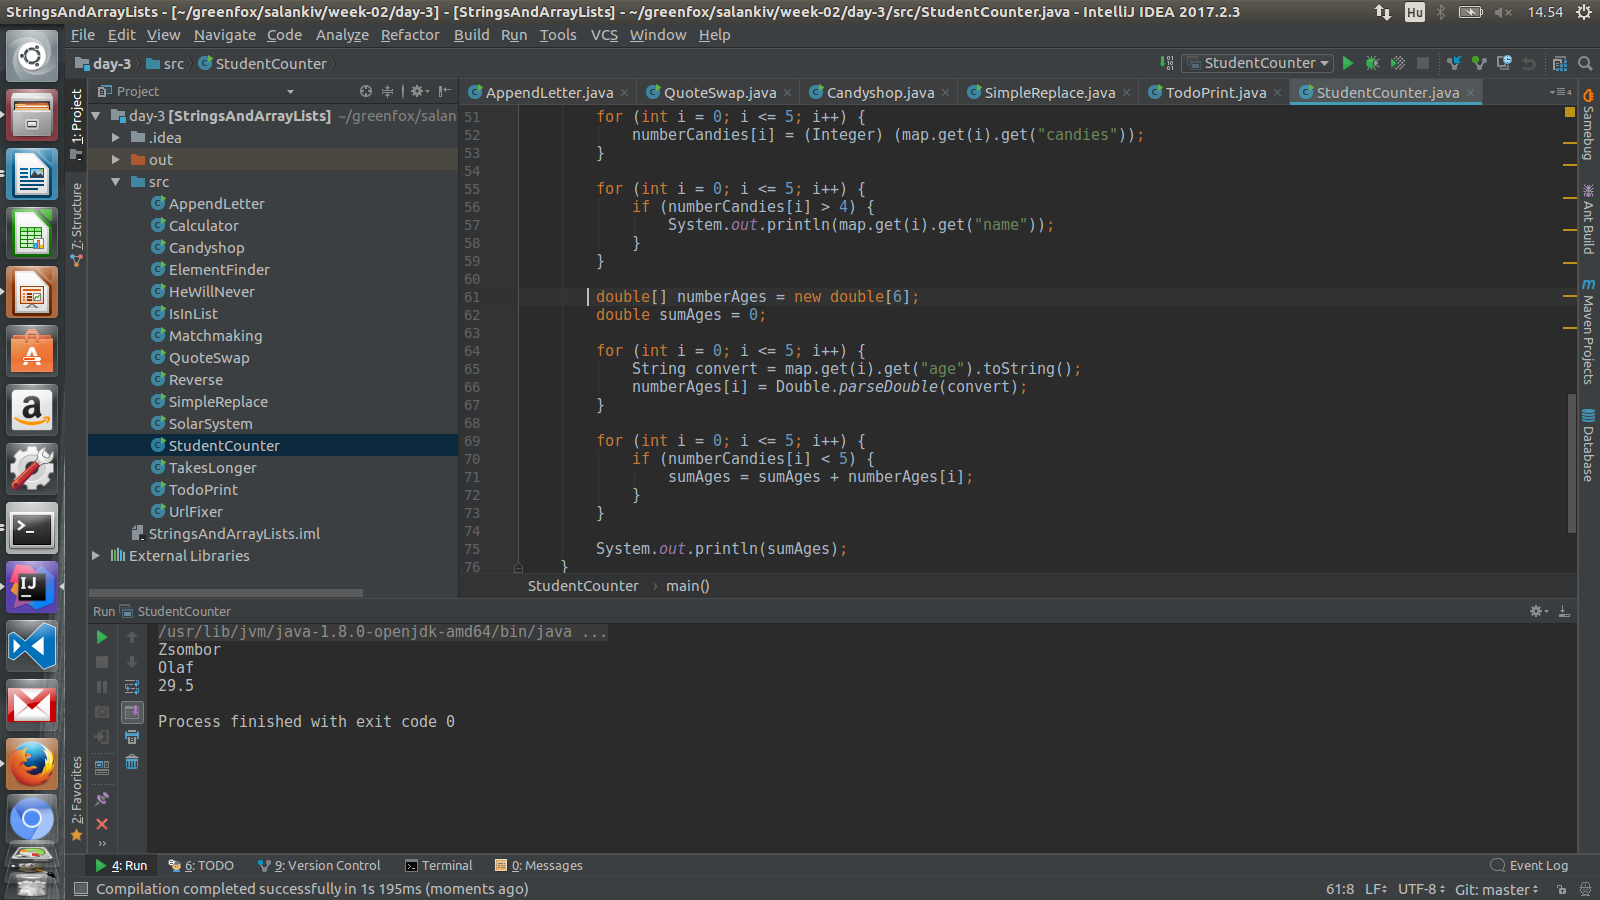 StringsAndArrayLists - [~/greenfox/salankiv/week-02/day-3] - [StringsAndArrayLists] - ~/greenfox/salankiv/week-02/day-3/src/StudentCounter.java - IntelliJ IDEA 2017.2.3
Hu
14.54
File Edit View Navigate Code Analyze Refactor Build Run Tools VCS Window Help
day-3 src StudentCounter
StudentCounter
Project
AppendLetter.java QuoteSwap.java Candyshop.java SimpleReplace.java TodoPrint.java StudentCounter.java
1: Project
7: Structure
2: Favorites
day-3 [StringsAndArrayLists] ~/greenfox/salan
.idea
out
src
AppendLetter
Calculator
Candyshop
ElementFinder
HeWillNever
IsInList
Matchmaking
QuoteSwap
Reverse
SimpleReplace
SolarSystem
StudentCounter
TakesLonger
TodoPrint
UrlFixer
StringsAndArrayLists.iml
External Libraries
51 for (int i = 0; i <= 5; i++) {
52 numberCandies[i] = (Integer) (map.get(i).get("candies"));
53 }
54
55 for (int i = 0; i <= 5; i++) {
56 if (numberCandies[i] > 4) {
57 System.out.println(map.get(i).get("name"));
58 }
59 }
60
61 double[] numberAges = new double[6];
62 double sumAges = 0;
63
64 for (int i = 0; i <= 5; i++) {
65 String convert = map.get(i).get("age").toString();
66 numberAges[i] = Double.parseDouble(convert);
67 }
68
69 for (int i = 0; i <= 5; i++) {
70 if (numberCandies[i] < 5) {
71 sumAges = sumAges + numberAges[i];
72 }
73 }
74
75 System.out.println(sumAges);
76 }
StudentCounter main()
Samebug
Ant Build
Maven Projects
Database
Run StudentCounter
/usr/lib/jvm/java-1.8.0-openjdk-amd64/bin/java ...
Zsombor
Olaf
29.5
Process finished with exit code 0
4: Run 6: TODO 9: Version Control Terminal 0: Messages Event Log
Compilation completed successfully in 1s 195ms (moments ago) 61:8 LF UTF-8 Git: master